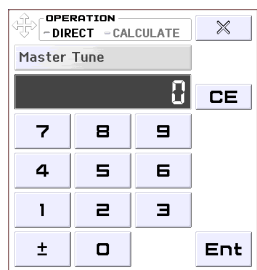 OPERATION
DIRECT CALCULATE
Master Tune
0
CE
7 8 9
4 5 6
1 2 3
± 0 Ent